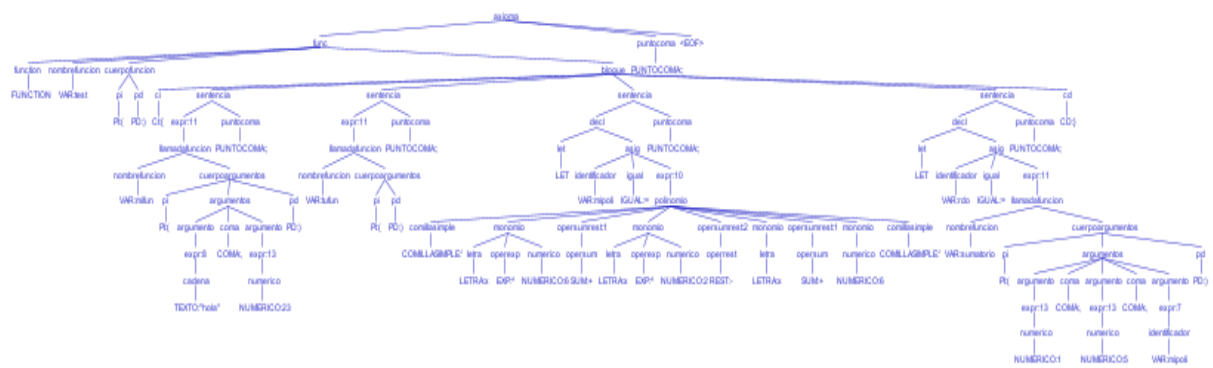 axioma
func puntocoma <EOF>
function nombrefuncion cuerpofuncion bloque PUNTOCOMA;
FUNCTION VAR:test pi pd ci sentencia sentencia sentencia sentencia cd
PI:( PD:) CI:{ expr:11 puntocoma expr:11 puntocoma decl puntocoma decl puntocoma CD:}
llamadafuncion PUNTOCOMA; llamadafuncion PUNTOCOMA; let asig PUNTOCOMA; let asig PUNTOCOMA;
nombrefuncion cuerpoargumentos nombrefuncion cuerpoargumentos LET identificador igual expr:10 LET identificador igual expr:11
VAR:mifun pi argumentos pd VAR:tufun pi pd VAR:mipoli IGUAL:= polinomio VAR:rdo IGUAL:= llamadafuncion
PI:( argumento coma argumento PD:) PI:( PD:) comillasimple monomio opersumrest1 monomio opersumrest2 monomio opersumrest1 monomio comillasimple nombrefuncion cuerpoargumentos
expr:8 COMA:, expr:13 COMILLASIMPLE:' letra operexp numerico opersum letra operexp numerico operrest letra opersum numerico COMILLASIMPLE:' VAR:sumatorio pi argumentos pd
cadena numerico LETRA:x EXP:^ NUMERICO:6 SUM:+ LETRA:x EXP:^ NUMERICO:2 REST:- LETRA:x SUM:+ NUMERICO:6 PI:( argumento coma argumento coma argumento PD:)
TEXTO:"hola" NUMERICO:23 expr:13 COMA:, expr:13 COMA:, expr:7
numerico numerico identificador
NUMERICO:1 NUMERICO:5 VAR:mipoli